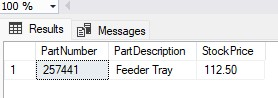 100 %
Results Messages
PartNumber PartDescription StockPrice
1 257441 Feeder Tray 112.50